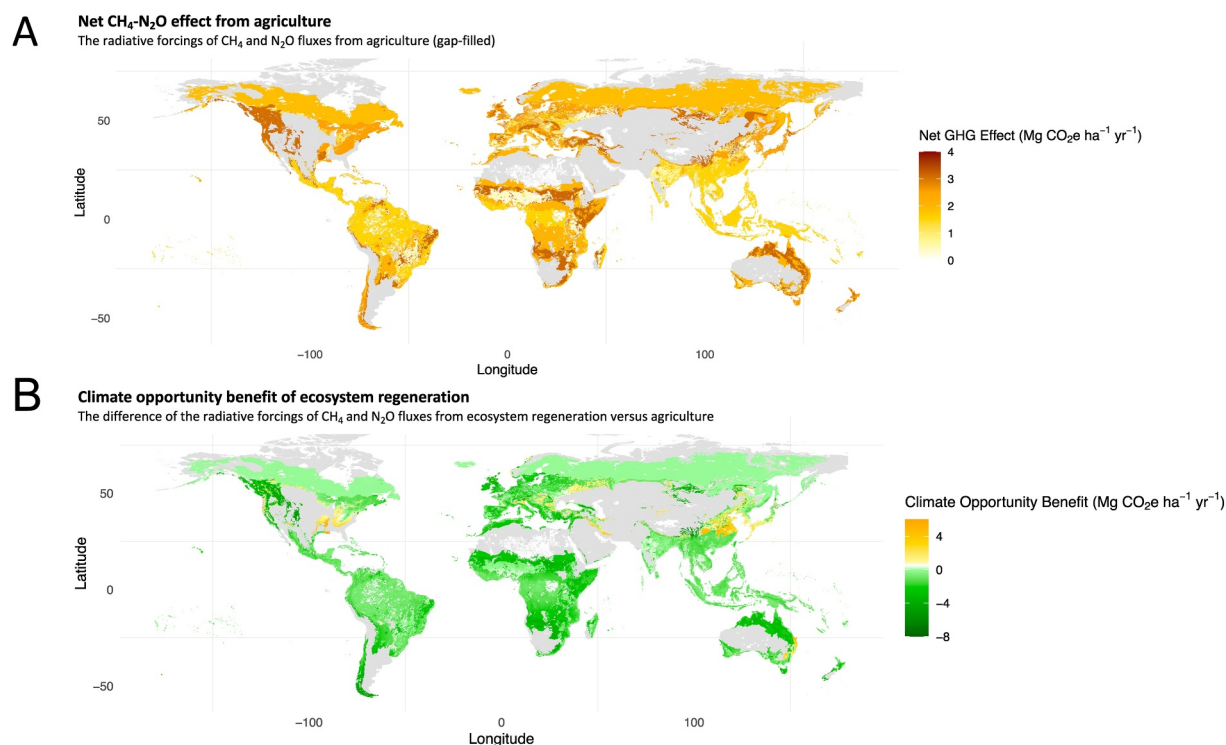 A
Net CH₄-N₂O effect from agriculture
The radiative forcings of CH₄ and N₂O fluxes from agriculture (gap-filled)
50
0
−50
Latitude
−100
0
100
Longitude
Net GHG Effect (Mg CO₂e ha⁻¹ yr⁻¹)
4
3
2
1
0
B
Climate opportunity benefit of ecosystem regeneration
The difference of the radiative forcings of CH₄ and N₂O fluxes from ecosystem regeneration versus agriculture
50
0
−50
Latitude
−100
0
100
Longitude
Climate Opportunity Benefit (Mg CO₂e ha⁻¹ yr⁻¹)
4
0
−4
−8